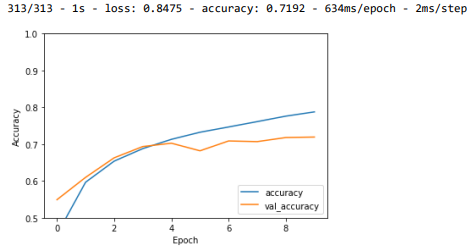 313/313 - 1s - loss: 0.8475 - accuracy: 0.7192 - 634ms/epoch - 2ms/step
1.0
0.9
0.8
0.7
0.6
0.5
Accuracy
0 2 4 6 8
Epoch
accuracy
val_accuracy